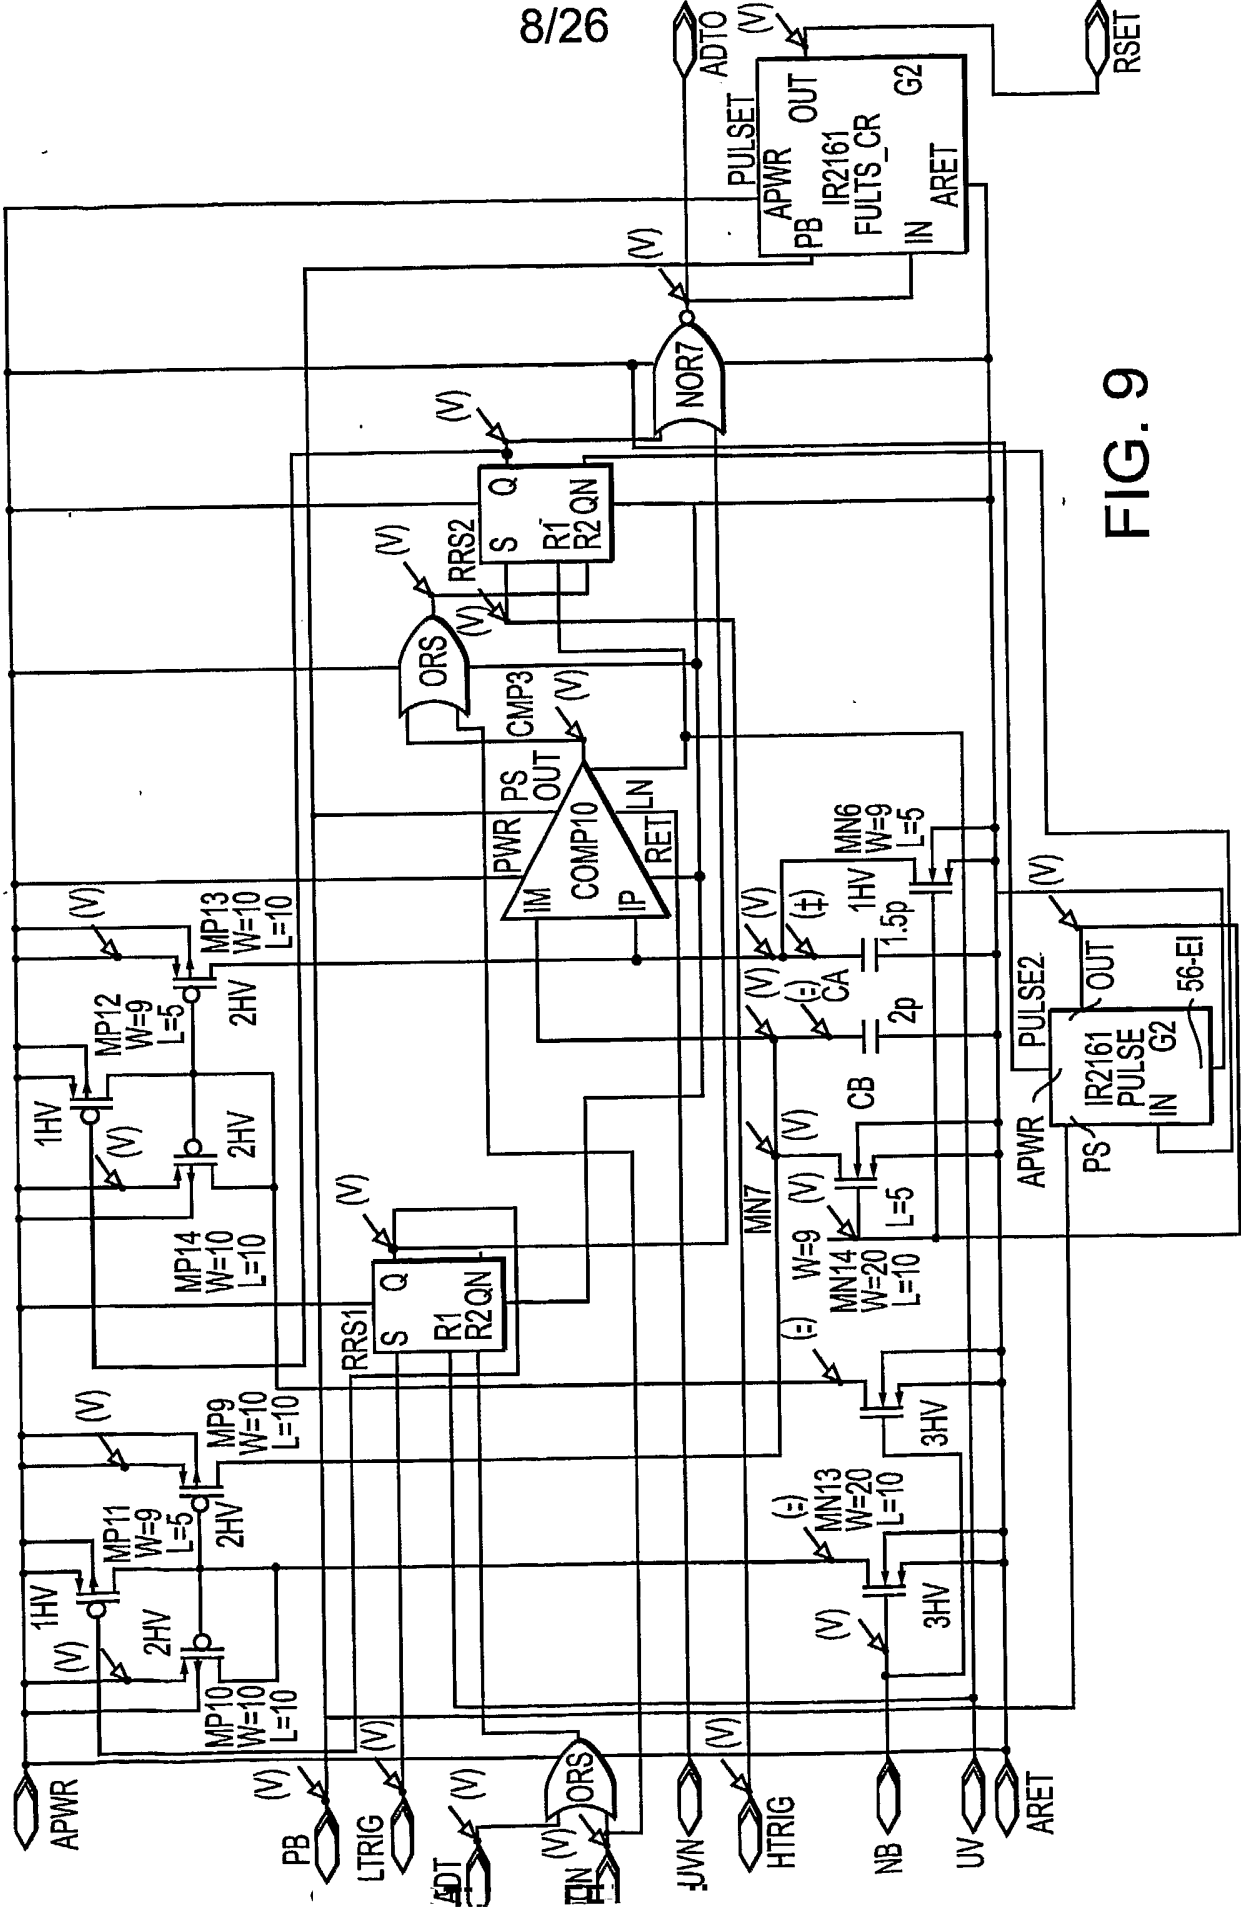 8/26
ADTO
(V)
RSET
PULSET
APWR
OUT
PB
IR2161
FULTS_CR
G2
IN
ARET
(V)
NOR7
(V)
RRS2
S
Q
R1
R2
QN
(V)
(V)
ORS
CMP3
(V)
PS
OUT
PWR
COMP10
LN
RET
IM
IP
(V)
MP13
W=10
L=10
2HV
MP12
W=9
L=5
1HV
(V)
2HV
MP14
W=10
L=10
MN6
W=9
L=5
1HV
(V)
1.5p
CA
(V)
2p
CB
(V)
MN7
(V)
L=5
W=9
MN14
W=20
L=10
3HV
PULSE2
OUT
56-EI
IR2161
PULSE
G2
IN
APWR
PS
(V)
RRS1
S
Q
R1
R2
QN
(V)
MP9
W=10
L=10
(V)
2HV
MP11
W=9
L=5
1HV
2HV
(V)
MP10
W=10
L=10
MN13
W=20
L=10
3HV
(V)
APWR
(V)
PB
(V)
LTRIG
(V)
ADT
(V)
ORS
UVN
(V)
HTRIG
NB
UV
ARET
FIG. 9